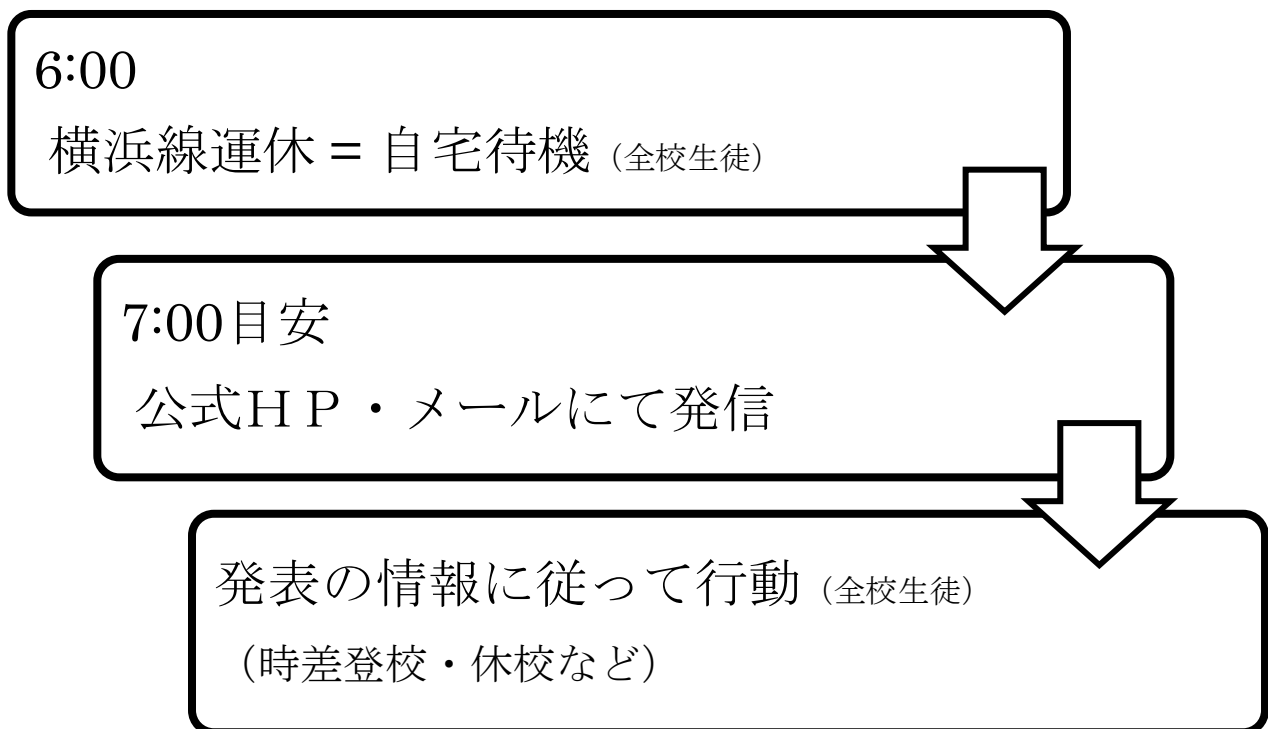 6:00
横浜線運休 = 自宅待機（全校生徒）
7:00目安
公式ＨＰ・メールにて発信
発表の情報に従って行動（全校生徒）
（時差登校・休校など）